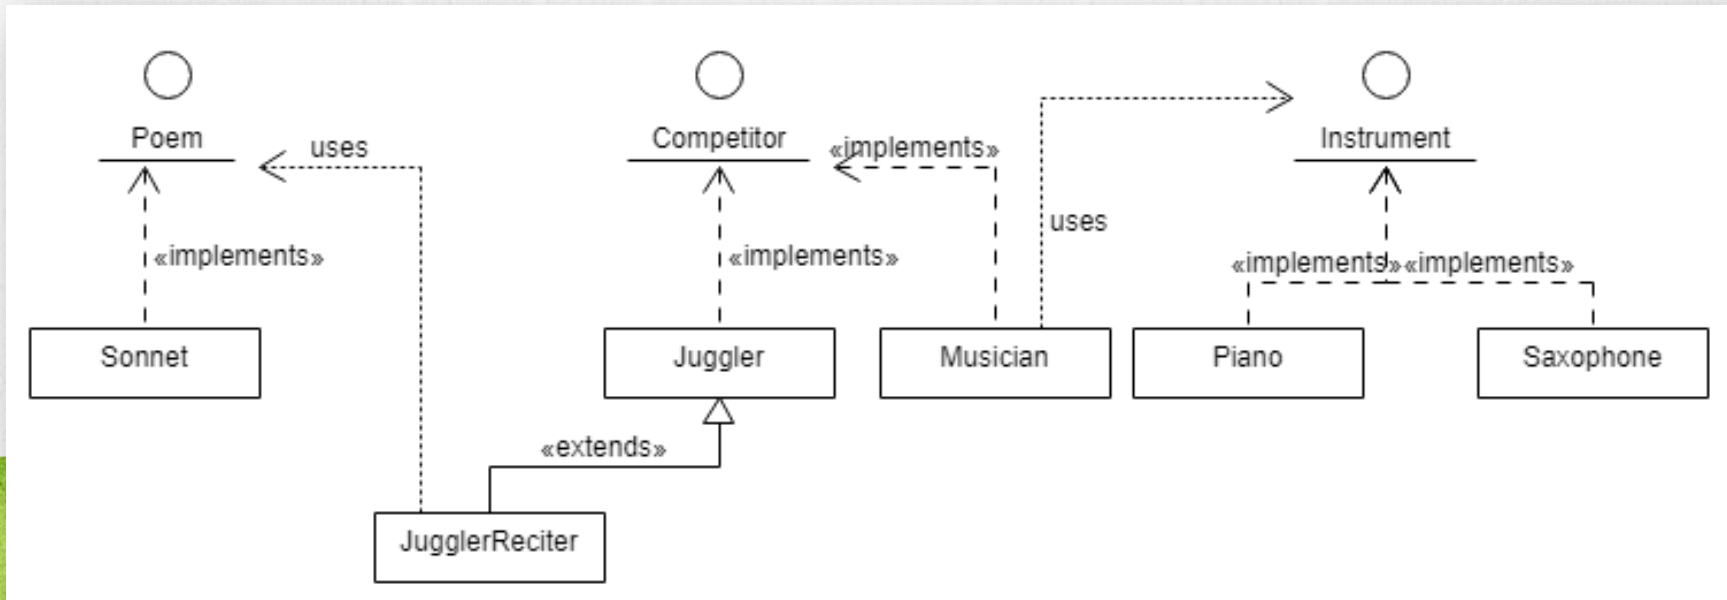 Poem
uses
Competitor
«implements»
Instrument
uses
«implements»
«implements»
«implements»
«implements»
Sonnet
Juggler
Musician
Piano
Saxophone
«extends»
JugglerReciter